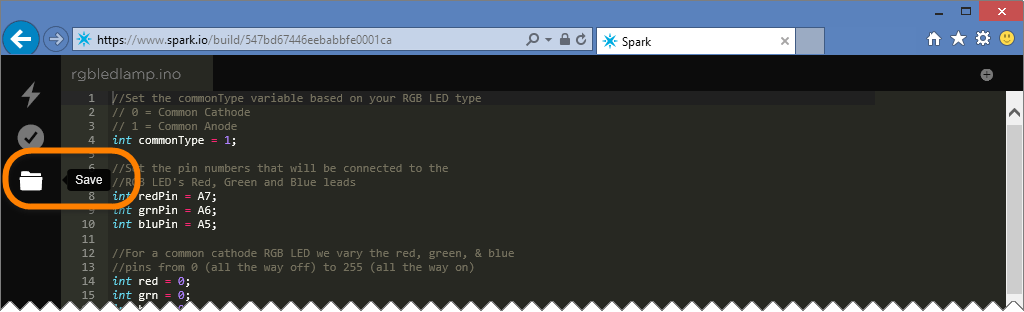 https://www.spark.io/build/547bd67446eebabbfe0001ca
Spark
rgbledlamp.ino
1 //Set the commonType variable based on your RGB LED type
2 // 0 = Common Cathode
3 // 1 = Common Anode
4 int commonType = 1;
5
6 //Set the pin numbers that will be connected to the
//RGB LED's Red, Green and Blue leads
Save
8 int redPin = A7;
9 int grnPin = A6;
10 int bluPin = A5;
11
12 //For a common cathode RGB LED we vary the red, green, & blue
13 //pins from 0 (all the way off) to 255 (all the way on)
14 int red = 0;
15 int grn = 0;